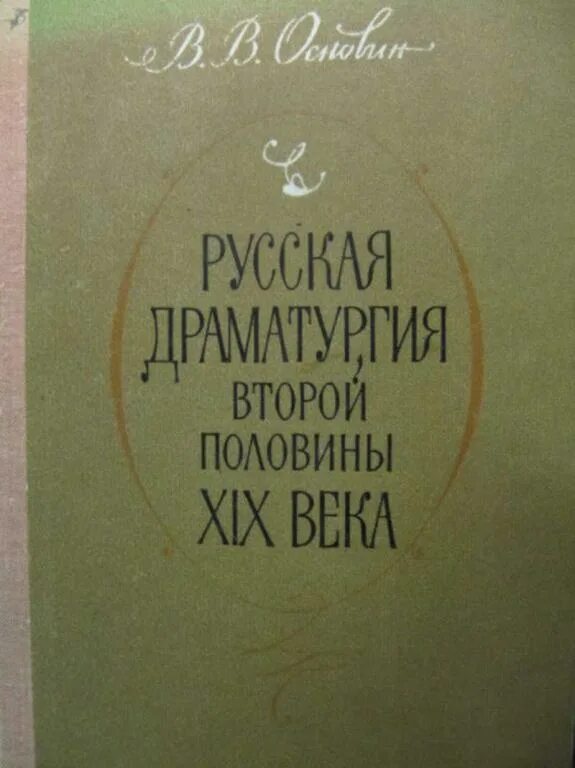 В. В. Основин
РУССКАЯ
ДРАМАТУРГИЯ
ВТОРОЙ
ПОЛОВИНЫ
XIX ВЕКА